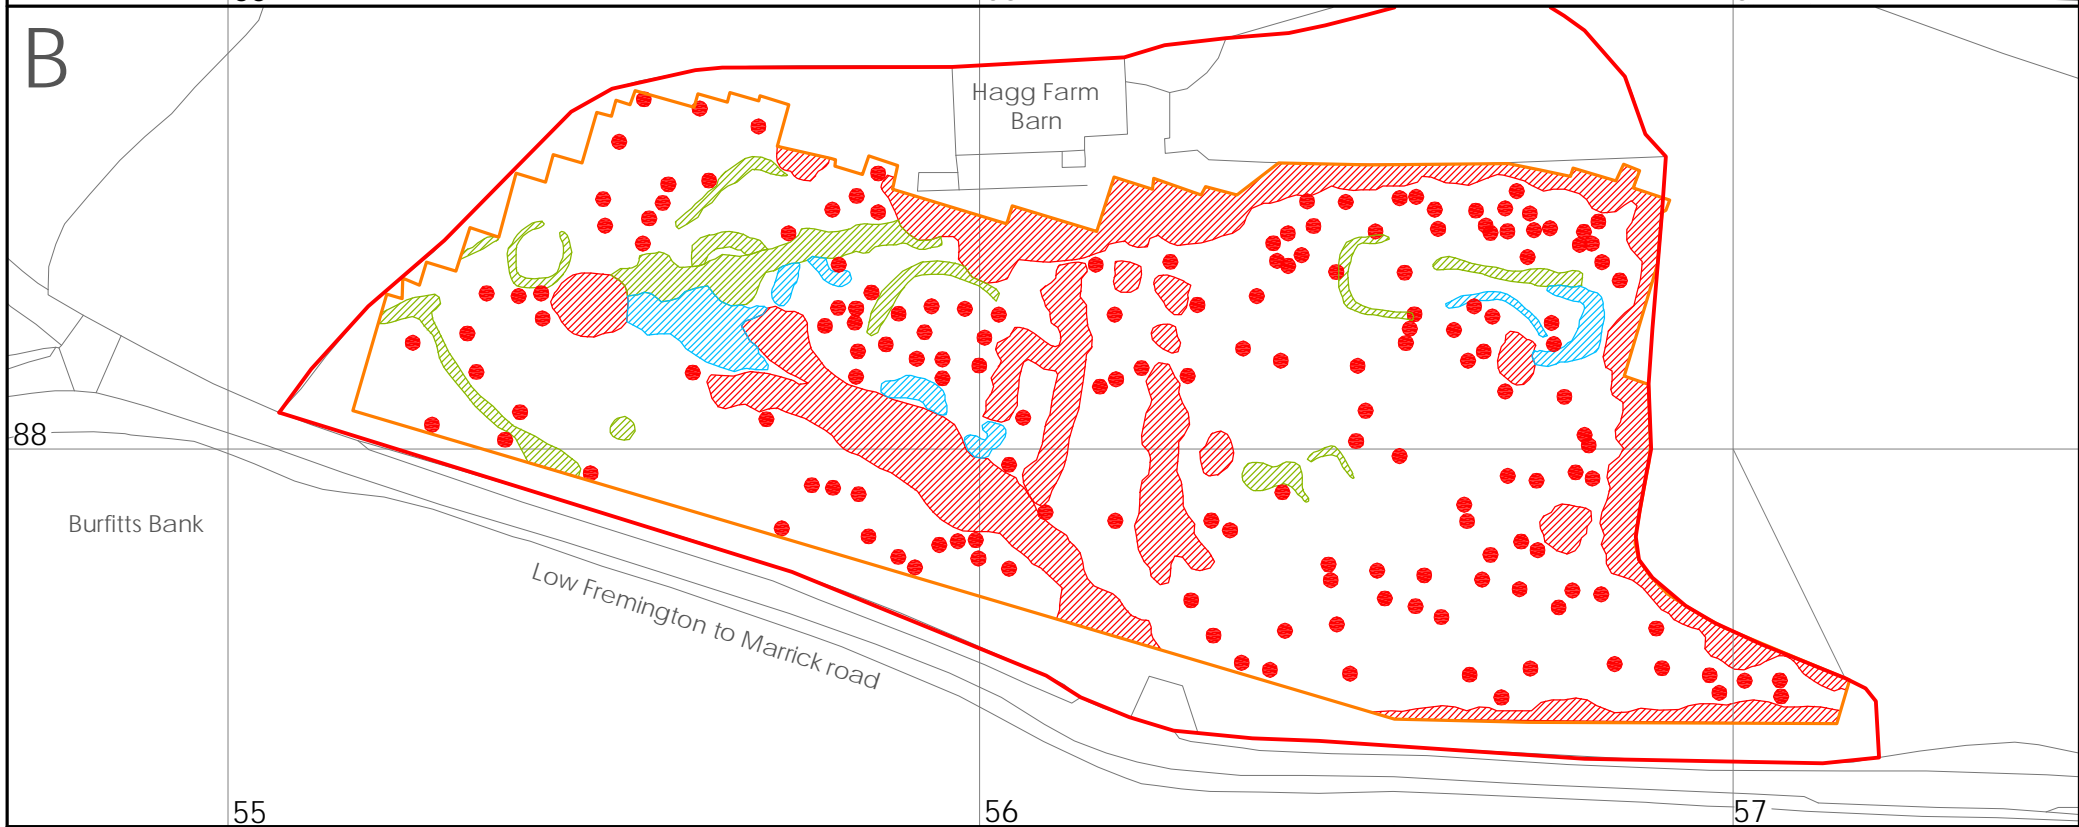 B
Hagg Farm
Barn
88
Burfitts Bank
Low Fremington to Marrick road
55
56
57